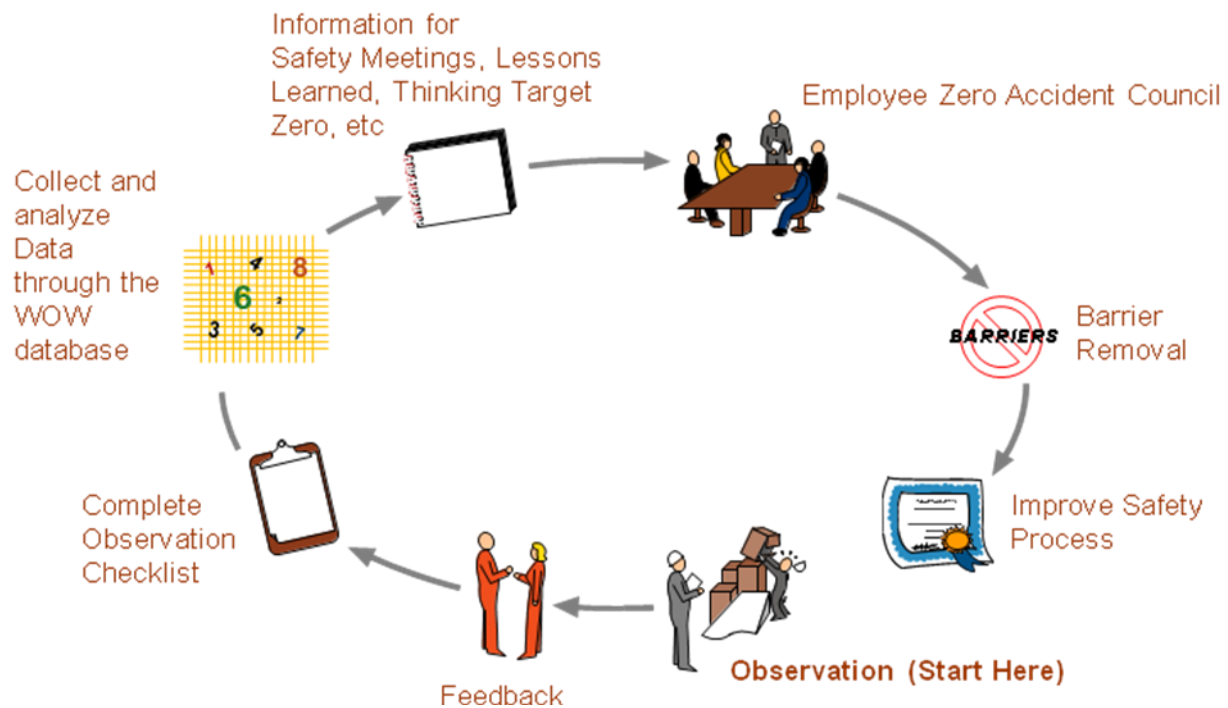 Information for
Safety Meetings, Lessons
Learned, Thinking Target
Zero, etc
Employee Zero Accident Council
Collect and
analyze
Data
through the
WOW
database
1
4
8
6
2
3
5
7
BARRIERS
Barrier
Removal
Complete
Observation
Checklist
Improve Safety
Process
Observation (Start Here)
Feedback